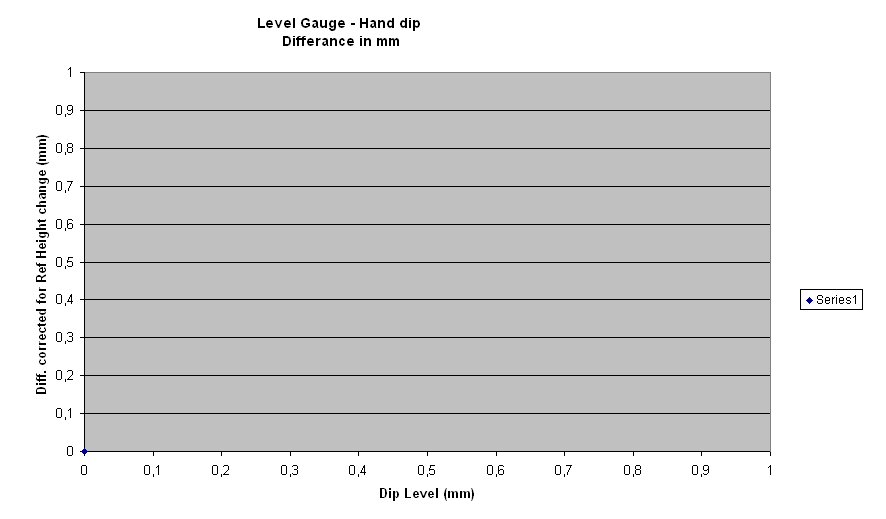 Level Gauge - Hand dip
Differance in mm
Diff. corrected for Ref Height change (mm)
1
0,9
0,8
0,7
0,6
0,5
0,4
0,3
0,2
0,1
0
0 0,1 0,2 0,3 0,4 0,5 0,6 0,7 0,8 0,9 1
Dip Level (mm)
Series1